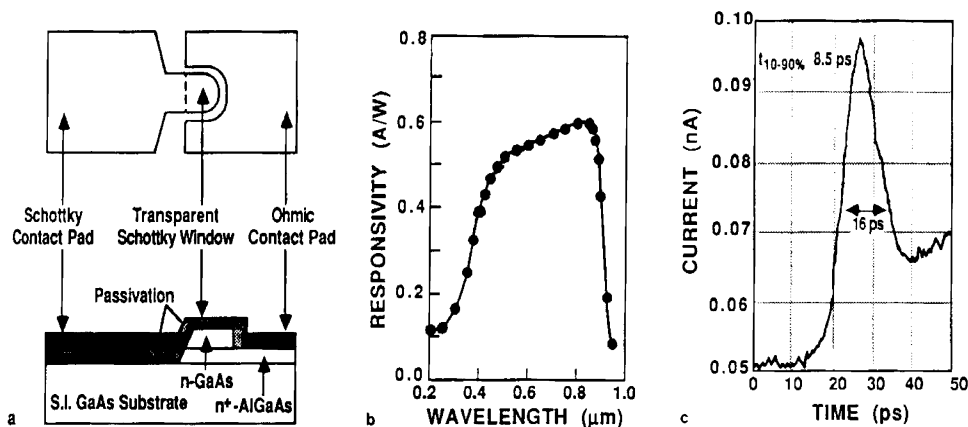 Schottky
Contact Pad
Transparent
Schottky Window
Ohmic
Contact Pad
Passivation
n-GaAs
S.I. GaAs Substrate
n+-AlGaAs
a
RESPONSIVITY (A/W)
0.8
0.6
0.4
0.2
0.0
0.2 0.4 0.6 0.8 1.0
b WAVELENGTH (μm)
CURRENT (nA)
0.10
0.09
0.08
0.07
0.06
0.05
t10-90% 8.5 ps
16 ps
0 10 20 30 40 50
c TIME (ps)